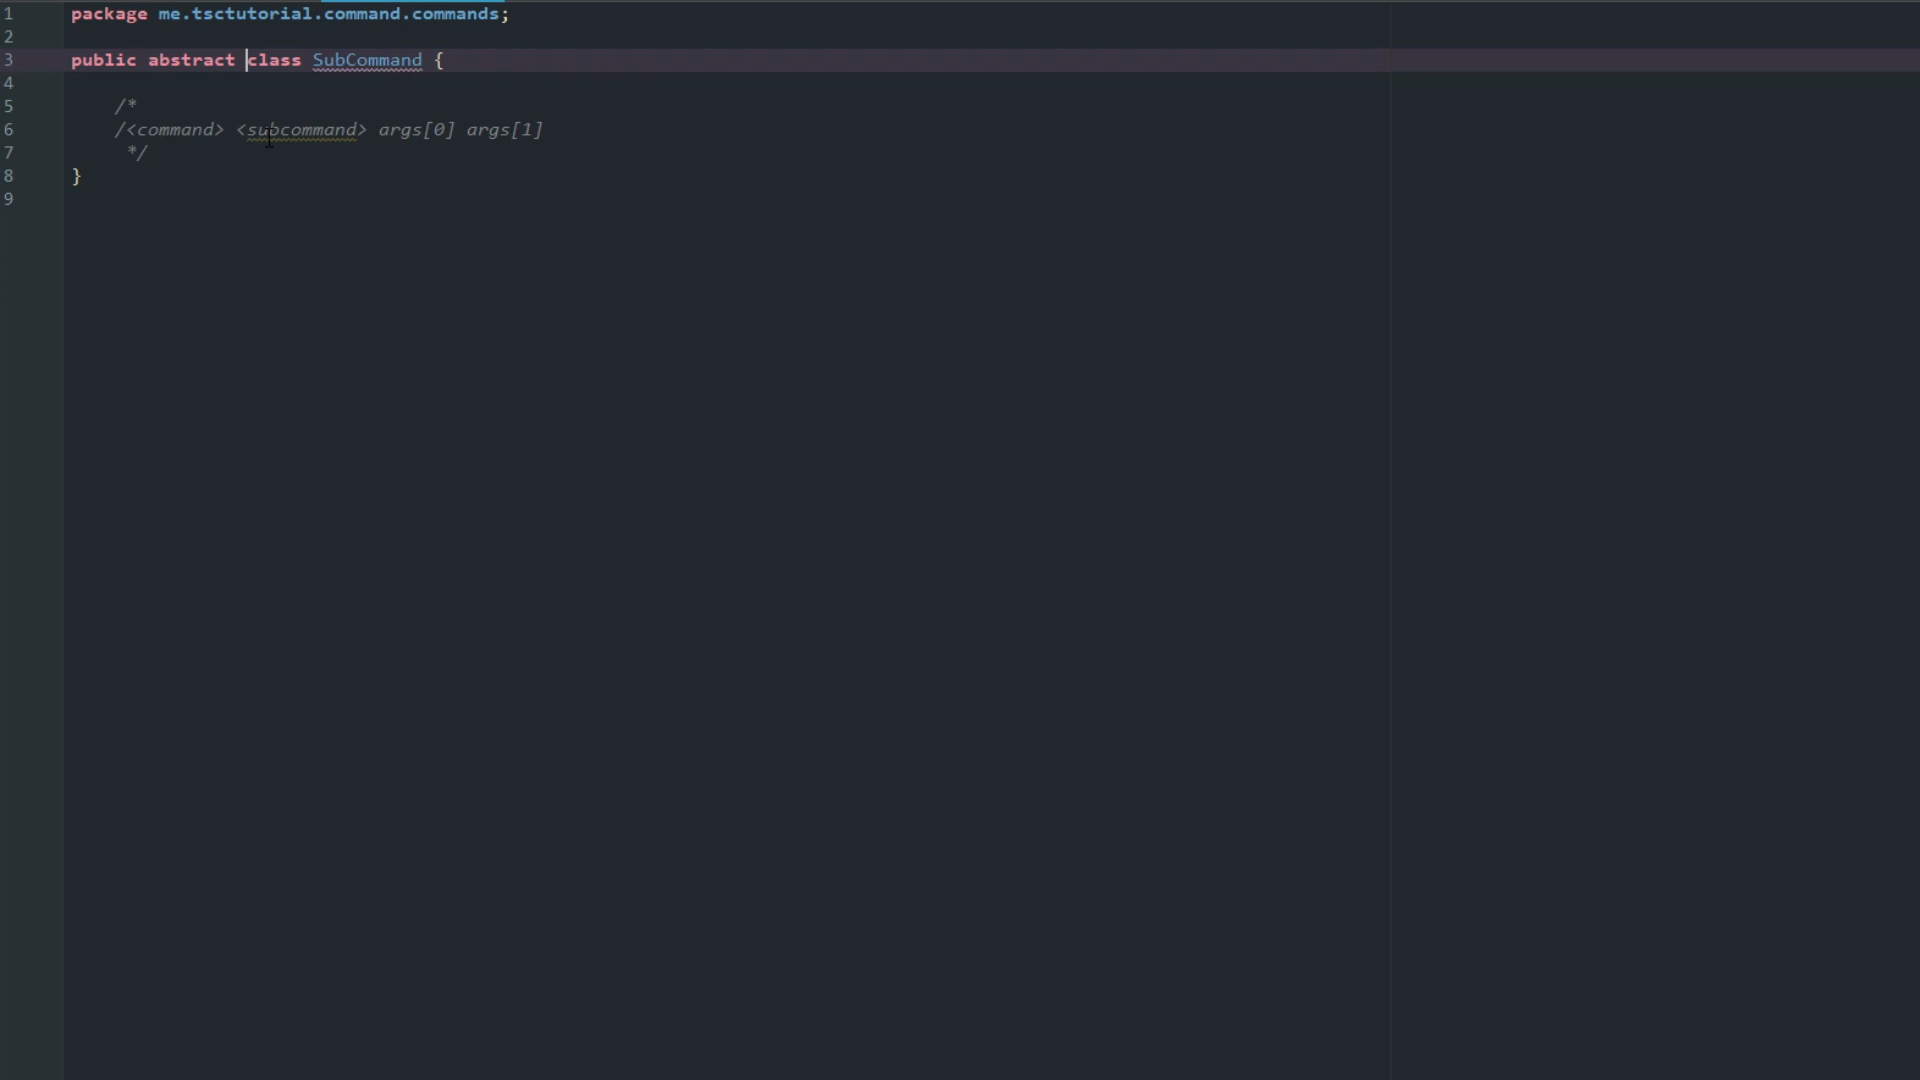 1 package me.tsctutorial.command.commands;
2
3 public abstract class SubCommand {
4
5 /*
6 /<command> <subcommand> args[0] args[1]
7 */
8 }
9